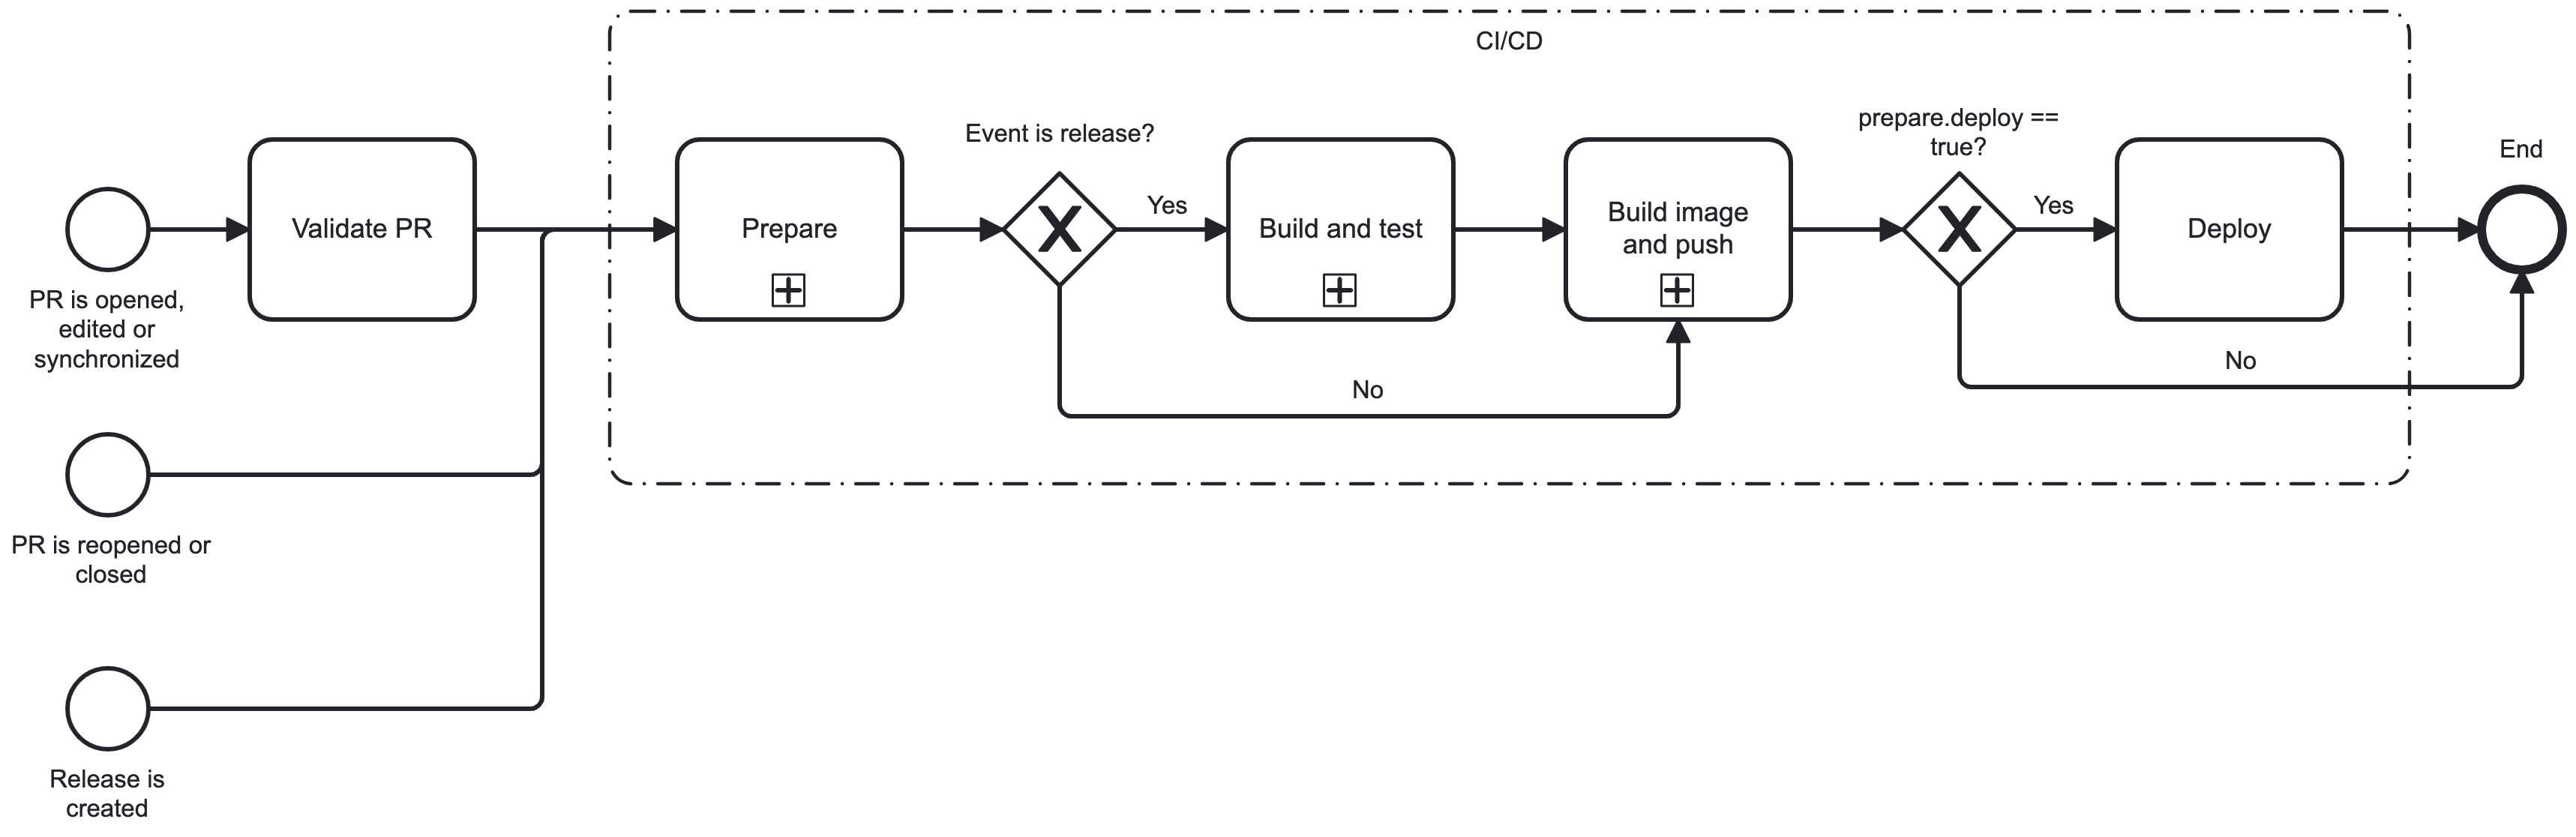 CI/CD
PR is opened,
edited or
synchronized
Validate PR
Prepare
Event is release?
Yes
No
Build and test
Build image
and push
prepare.deploy ==
true?
Yes
No
Deploy
End
PR is reopened or
closed
Release is
created